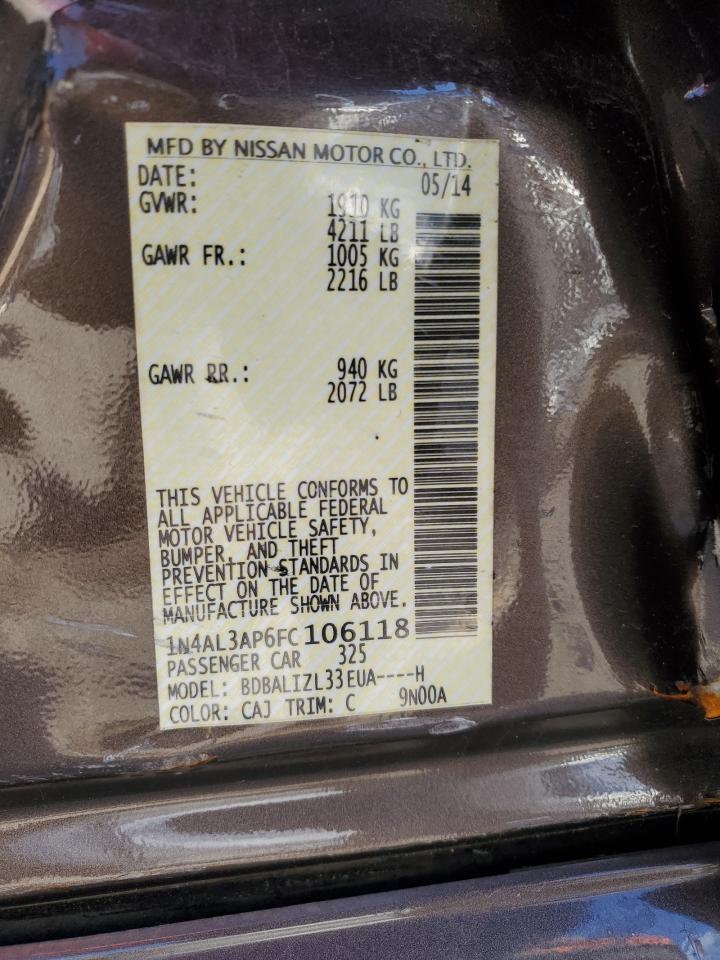 MFD BY NISSAN MOTOR CO., LTD.
DATE: 05/14
GVWR: 1910 KG
4211 LB
GAWR FR.: 1005 KG
2216 LB
GAWR RR.: 940 KG
2072 LB
THIS VEHICLE CONFORMS TO
ALL APPLICABLE FEDERAL
MOTOR VEHICLE SAFETY,
BUMPER, AND THEFT
PREVENTION STANDARDS IN
EFFECT ON THE DATE OF
MANUFACTURE SHOWN ABOVE.
1N4AL3AP6FC106118
PASSENGER CAR 325
MODEL: BDBALIZL33EUA----H
COLOR: CAJ TRIM: C 9N00A